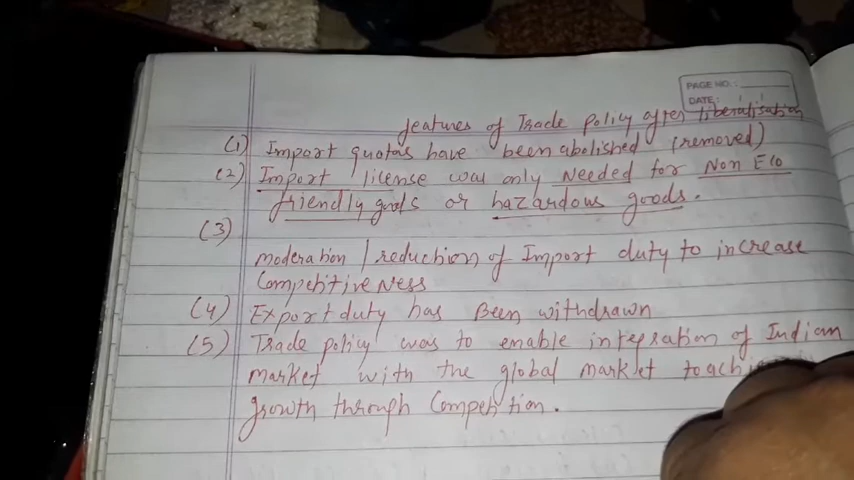 PAGE NO.:
DATE:
features of Trade policy after liberalisation
(1) Import quotas have been abolished (removed)
(2) Import license was only Needed for Non Eco
friendly goods or hazardous goods.
(3)
moderation / reduction of Import duty to increase
Competitiveness
(4) Export duty has Been withdrawn
(5) Trade policy was to enable integration of Indian
market with the global market to
growth through Competition.